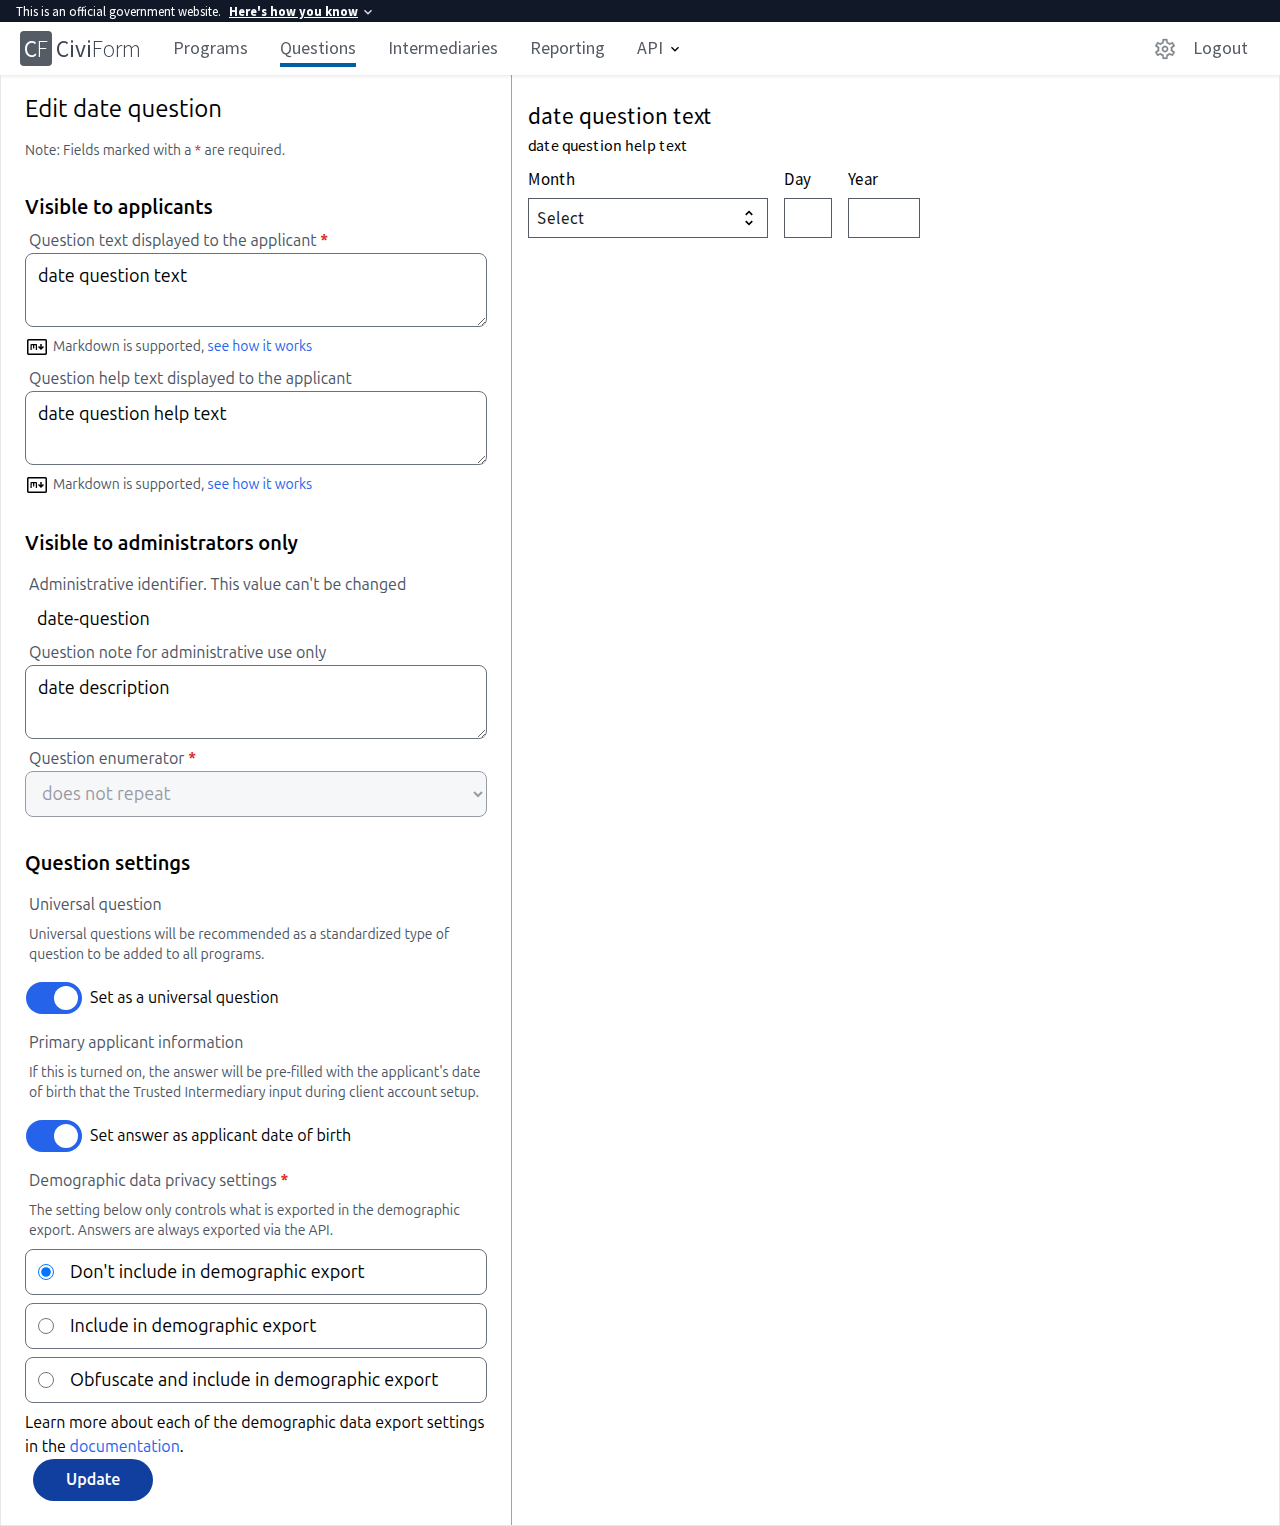 This is an official government website. Here's how you know
CF CiviForm Programs Questions Intermediaries Reporting API Logout
Edit date question
Note: Fields marked with a * are required.
Visible to applicants
Question text displayed to the applicant *
date question text
Markdown is supported, see how it works
Question help text displayed to the applicant
date question help text
Markdown is supported, see how it works
Visible to administrators only
Administrative identifier. This value can't be changed
date-question
Question note for administrative use only
date description
Question enumerator *
does not repeat
Question settings
Universal question
Universal questions will be recommended as a standardized type of
question to be added to all programs.
Set as a universal question
Primary applicant information
If this is turned on, the answer will be pre-filled with the applicant's date
of birth that the Trusted Intermediary input during client account setup.
Set answer as applicant date of birth
Demographic data privacy settings *
The setting below only controls what is exported in the demographic
export. Answers are always exported via the API.
Don't include in demographic export
Include in demographic export
Obfuscate and include in demographic export
Learn more about each of the demographic data export settings
in the documentation.
Update
date question text
date question help text
Month Day Year
Select